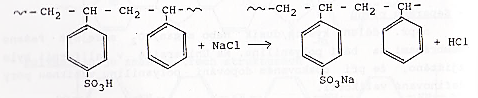 ~~CH₂ - CH - CH₂ - CH~~ ~~CH₂ - CH - CH₂ - CH-
+ NaCl ⟶ + HCl
SO₃H SO₃Na